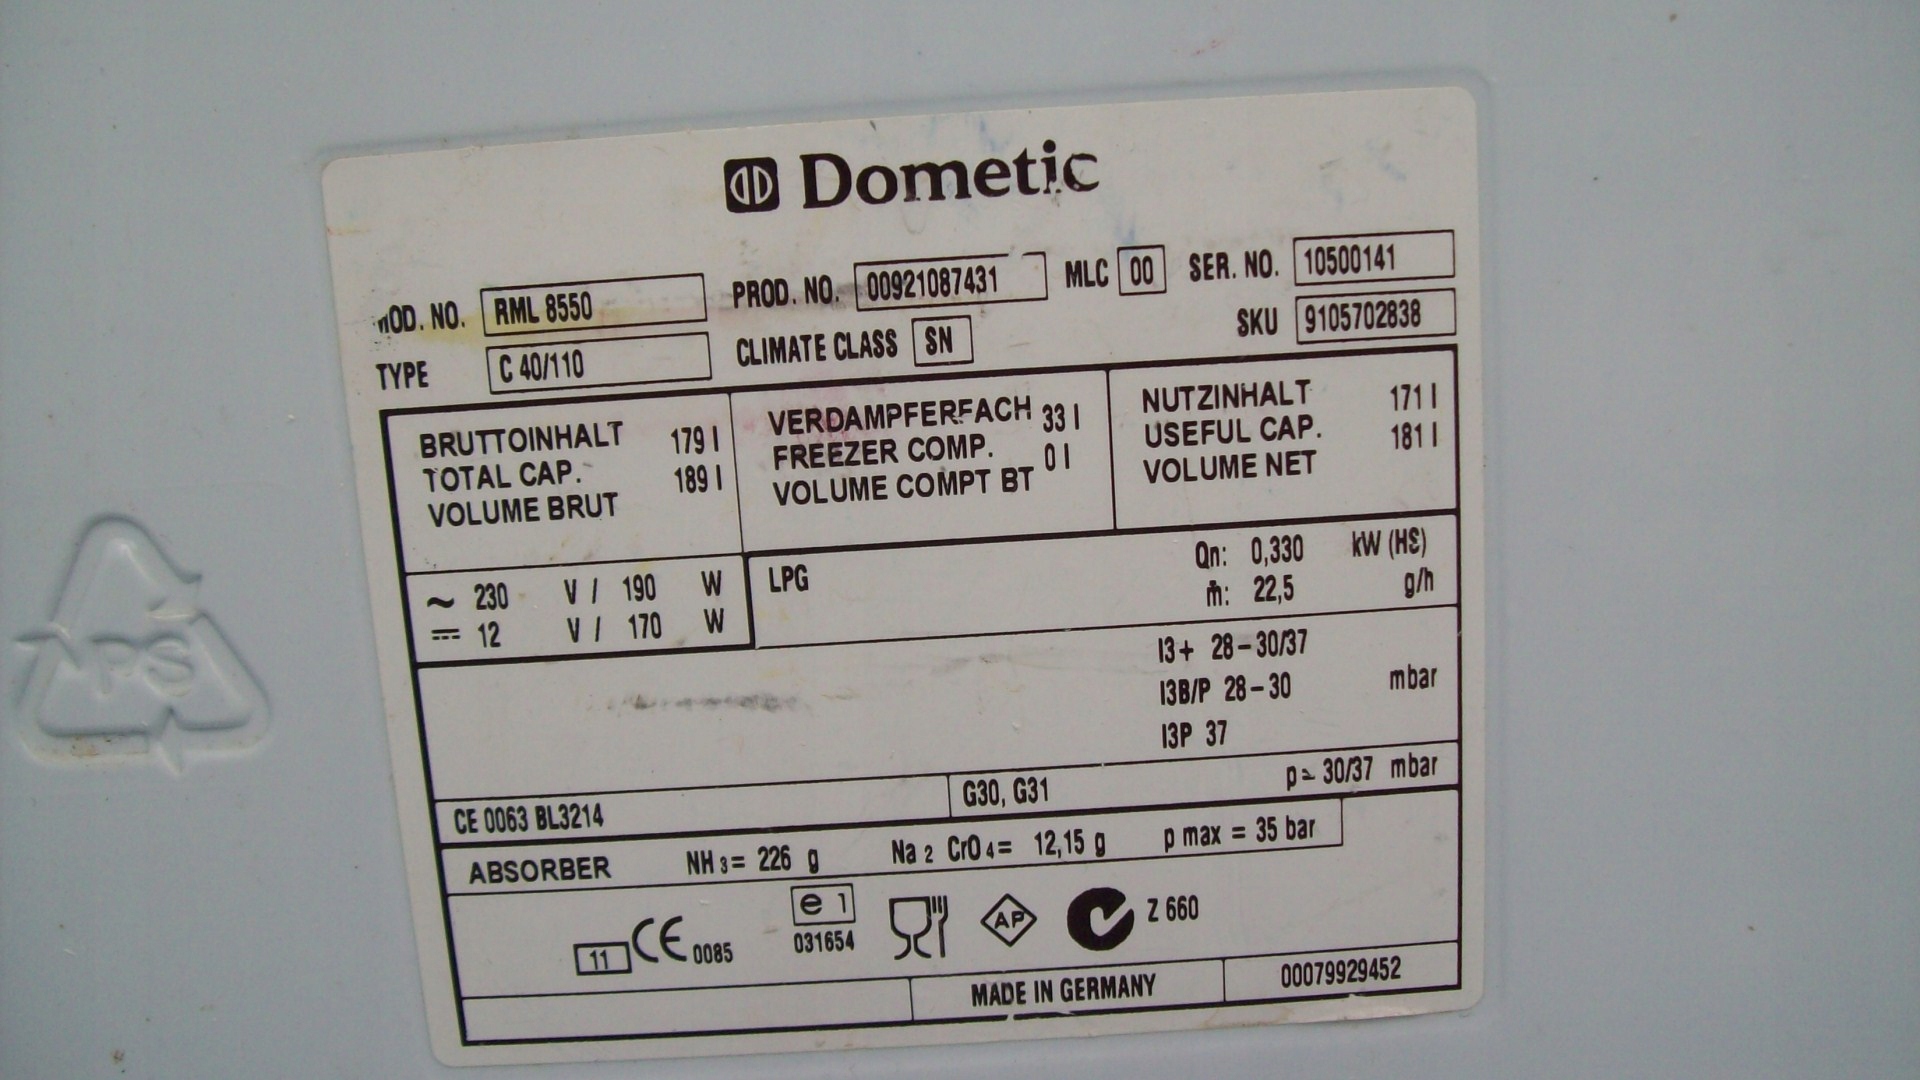 Dometic
MOD. NO. RML 8550 PROD. NO. 00921087431 MLC 00 SER. NO. 10500141
TYPE C 40/110 CLIMATE CLASS SN SKU 9105702838
BRUTTOINHALT 179 l
TOTAL CAP. 189 l
VOLUME BRUT
VERDAMPFERFACH 33 l
FREEZER COMP. 0 l
VOLUME COMPT BT
NUTZINHALT 171 l
USEFUL CAP. 181 l
VOLUME NET
~ 230 V / 190 W
⎓ 12 V / 170 W
LPG Qn: 0,330 kW (HS)
ṁ: 22,5 g/h
I3+ 28-30/37
I3B/P 28-30 mbar
I3P 37
CE 0063 BL3214 G30, G31 p= 30/37 mbar
ABSORBER NH3= 226 g Na2 CrO4= 12,15 g p max = 35 bar
11 CE 0085 e1 031654 AP Z 660
MADE IN GERMANY 00079929452